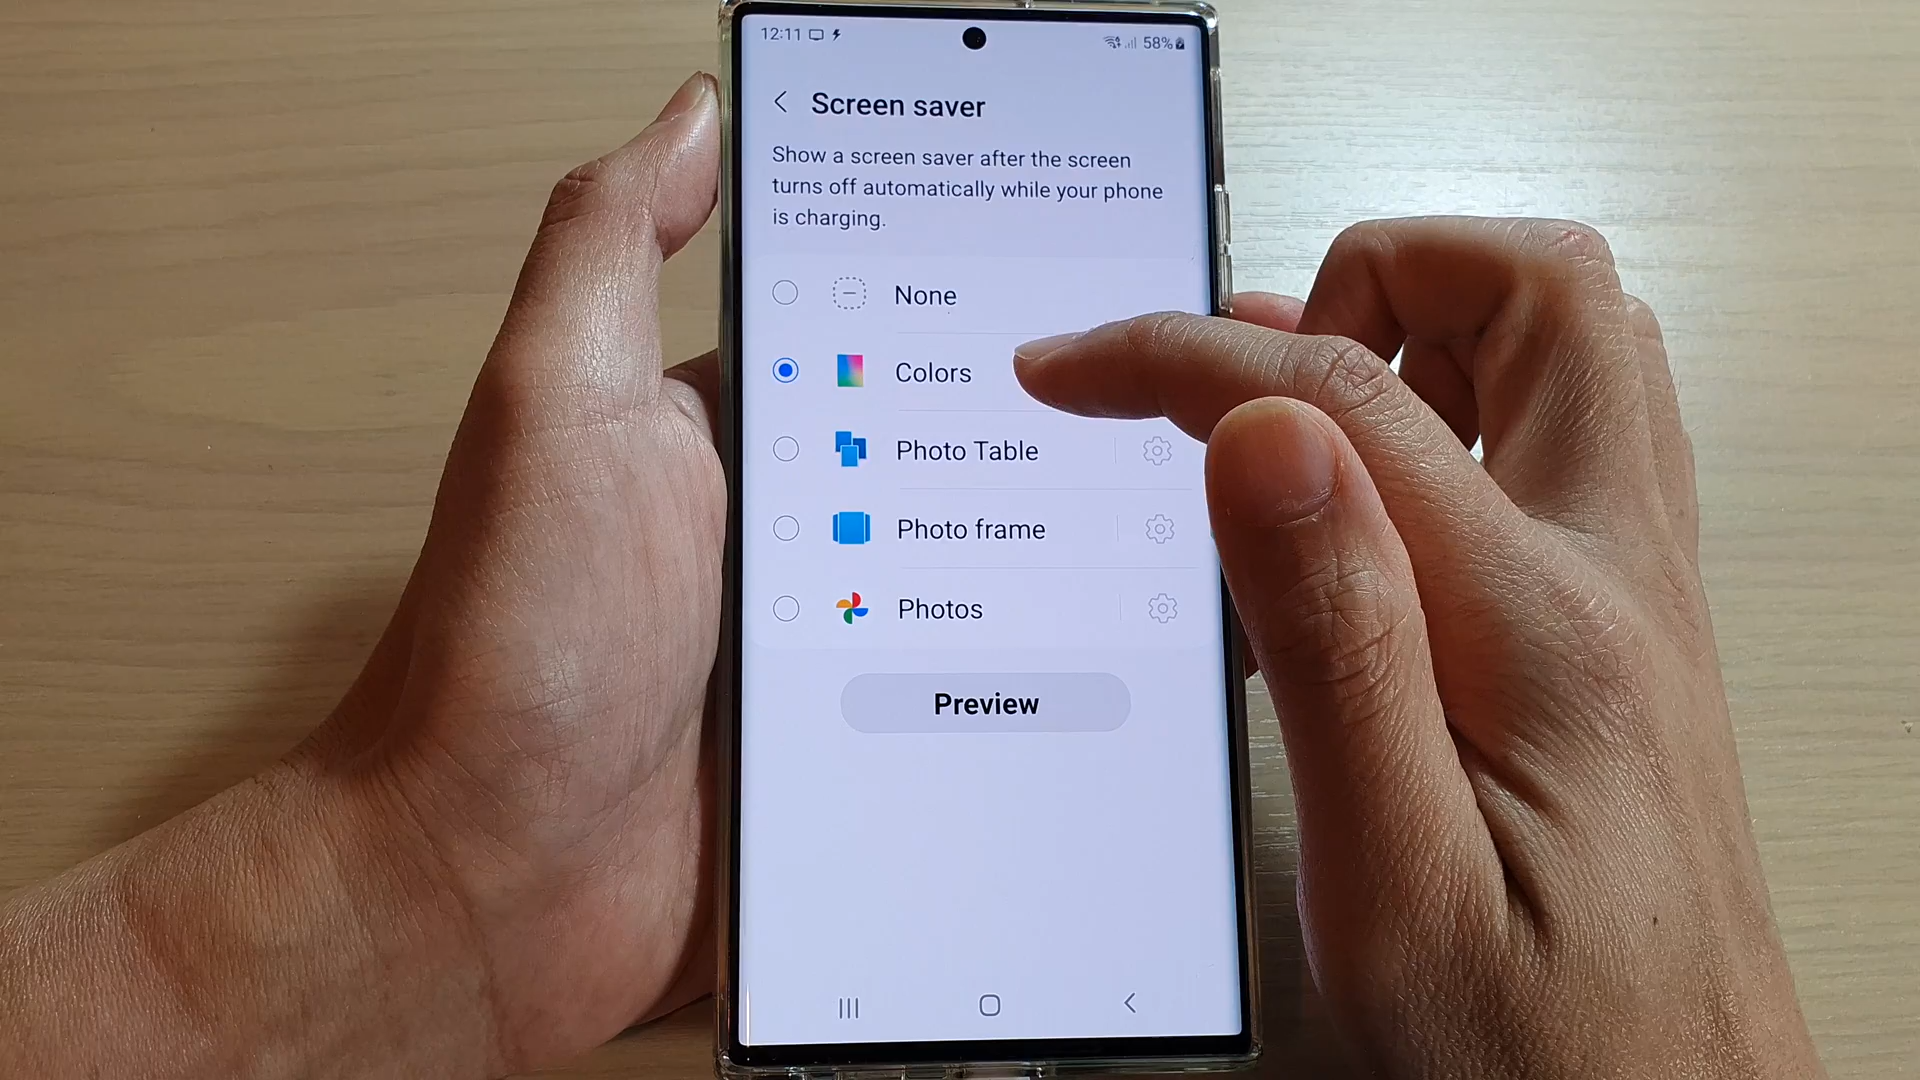 12:11
58%
Screen saver
Show a screen saver after the screen
turns off automatically while your phone
is charging.
None
Colors
Photo Table
Photo frame
Photos
Preview